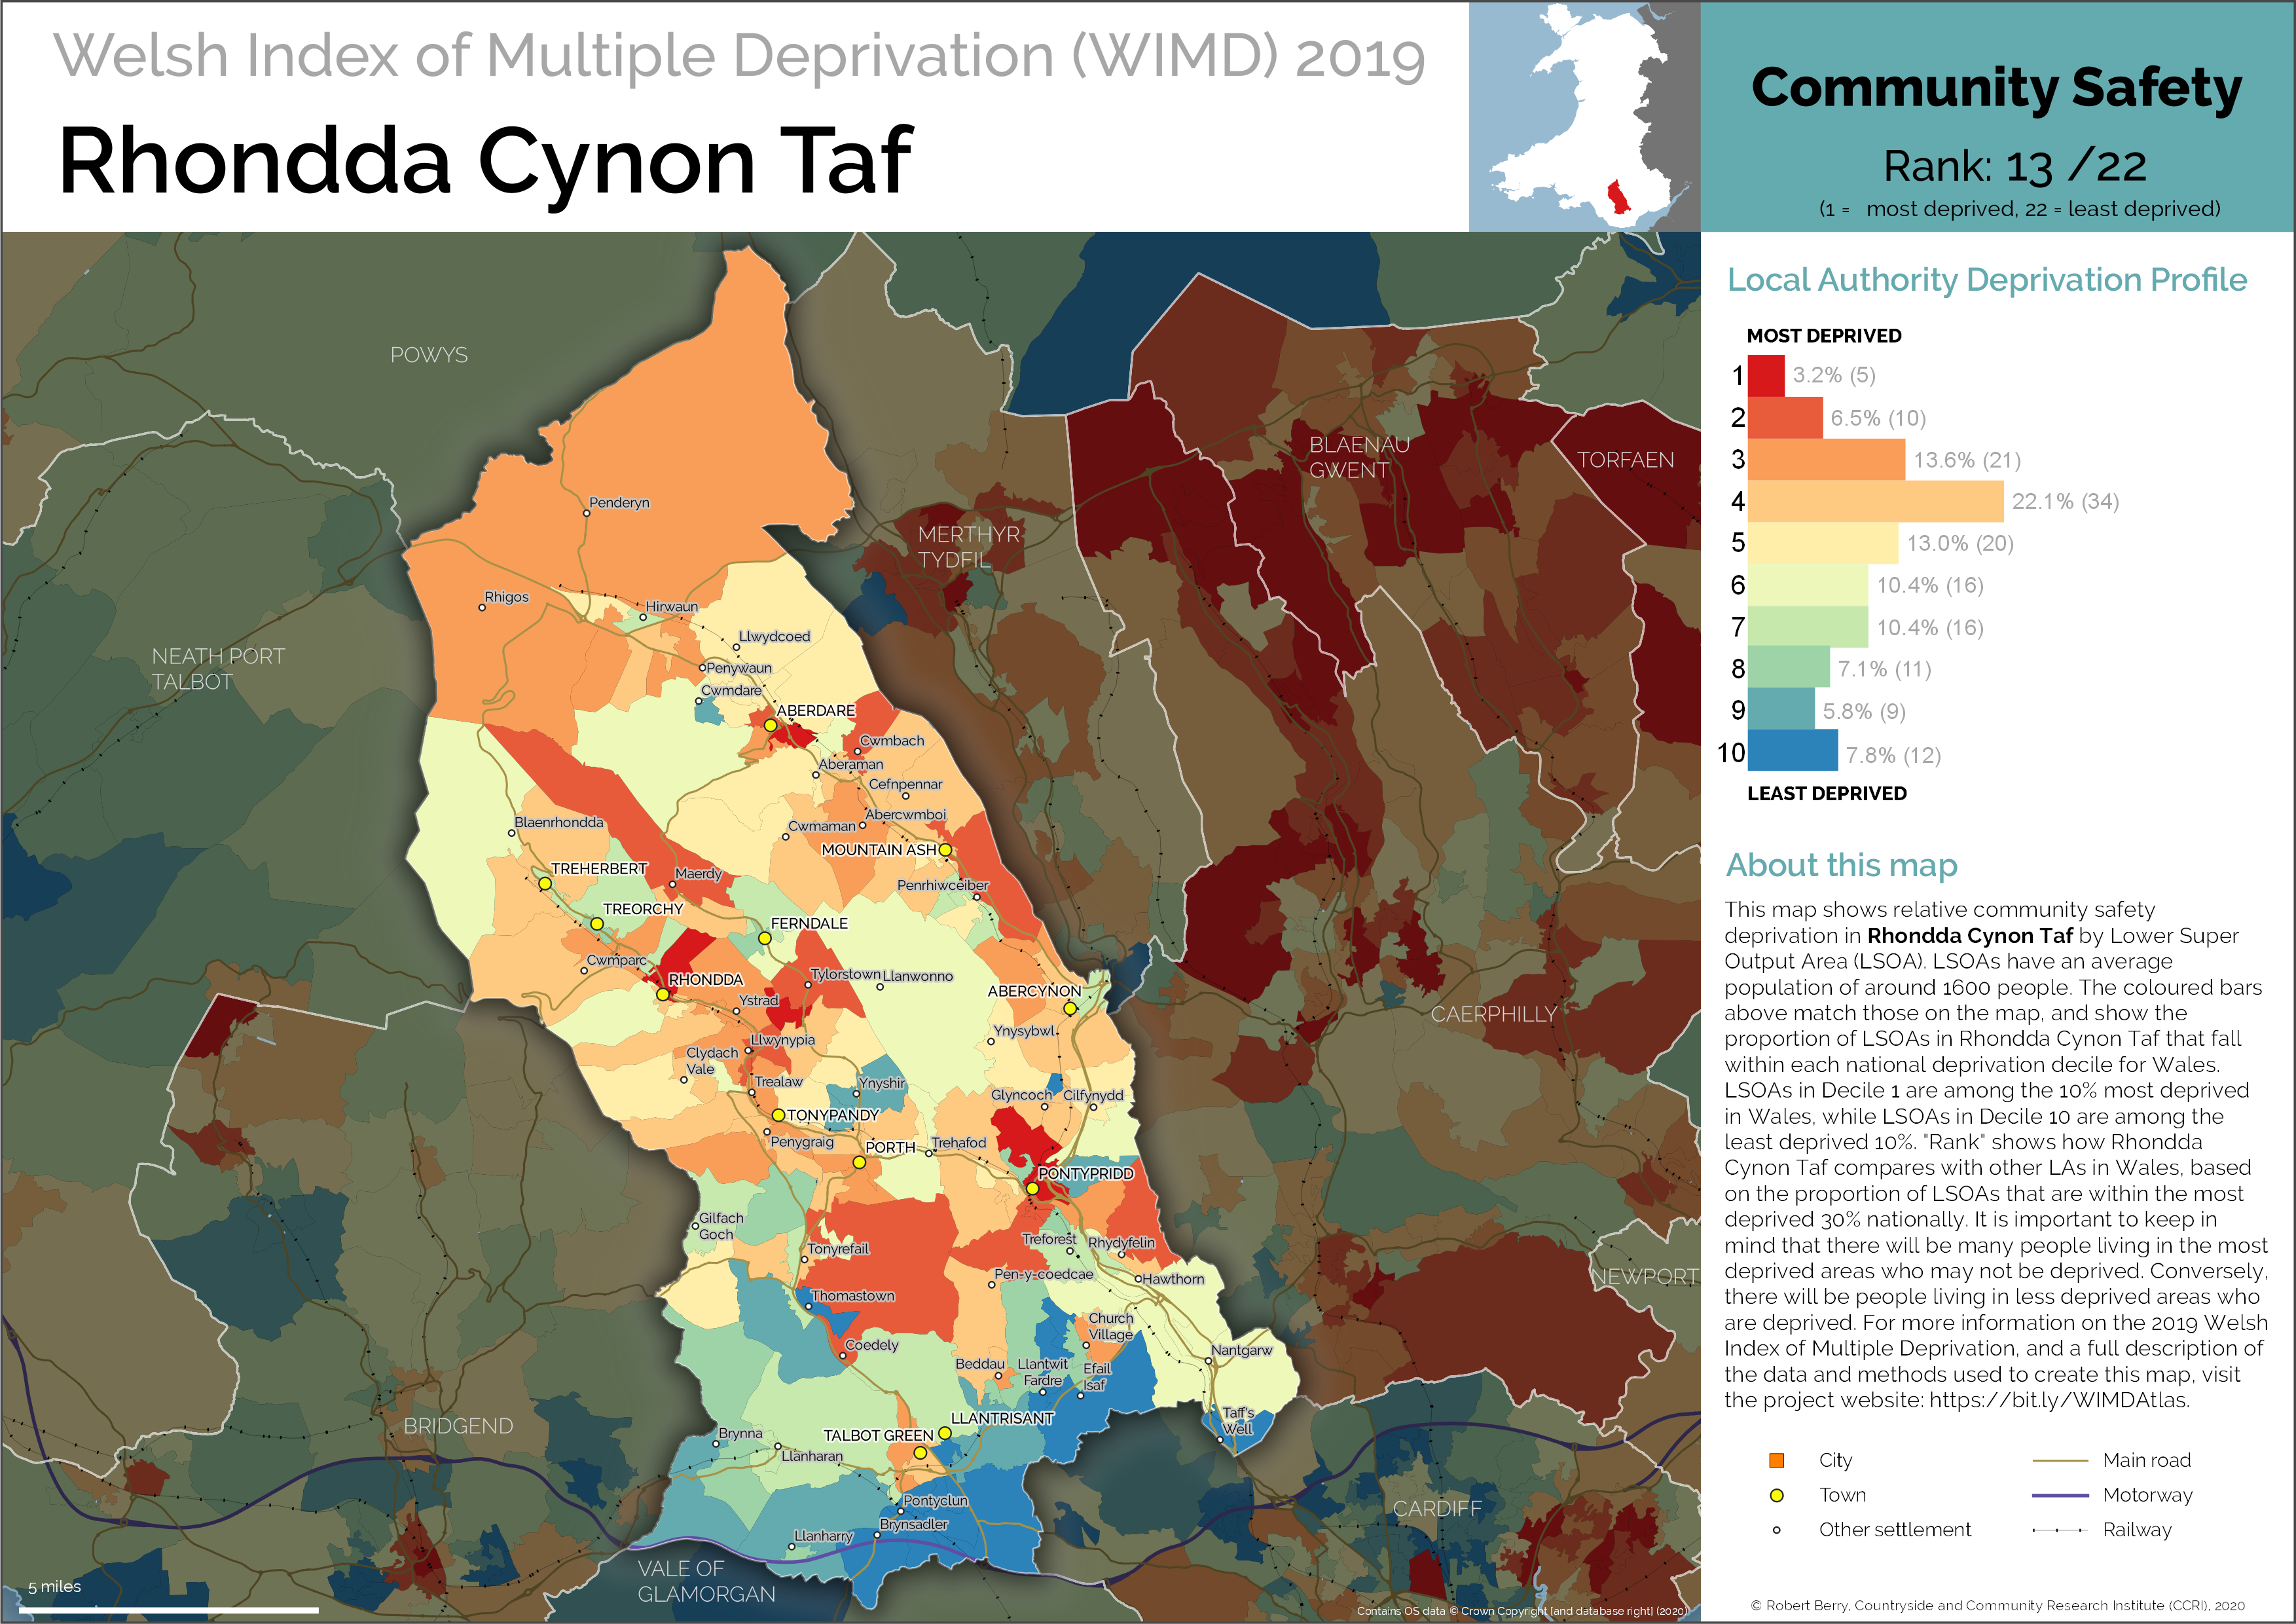 Welsh Index of Multiple Deprivation (WIMD) 2019
Rhondda Cynon Taf
Community Safety
Rank: 13 /22
(1 = most deprived, 22 = least deprived)
Local Authority Deprivation Profile
MOST DEPRIVED
1 3.2% (5)
2 6.5% (10)
3 13.6% (21)
4 22.1% (34)
5 13.0% (20)
6 10.4% (16)
7 10.4% (16)
8 7.1% (11)
9 5.8% (9)
10 7.8% (12)
LEAST DEPRIVED
About this map
This map shows relative community safety
deprivation in Rhondda Cynon Taf by Lower Super
Output Area (LSOA). LSOAs have an average
population of around 1600 people. The coloured bars
above match those on the map, and show the
proportion of LSOAs in Rhondda Cynon Taf that fall
within each national deprivation decile for Wales.
LSOAs in Decile 1 are among the 10% most deprived
in Wales, while LSOAs in Decile 10 are among the
least deprived 10%. "Rank" shows how Rhondda
Cynon Taf compares with other LAs in Wales, based
on the proportion of LSOAs that are within the most
deprived 30% nationally. It is important to keep in
mind that there will be many people living in the most
deprived areas who may not be deprived. Conversely,
there will be people living in less deprived areas who
are deprived. For more information on the 2019 Welsh
Index of Multiple Deprivation, and a full description of
the data and methods used to create this map, visit
the project website: https://bit.ly/WIMDAtlas.
City
Main road
Town
Motorway
Other settlement
Railway
© Robert Berry, Countryside and Community Research Institute (CCRI), 2020
POWYS
BLAENAU
GWENT
TORFAEN
MERTHYR
TYDFIL
NEATH PORT
TALBOT
CAERPHILLY
NEWPORT
BRIDGEND
CARDIFF
VALE OF
GLAMORGAN
Penderyn
Rhigos
Hirwaun
Llwydcoed
Penywaun
Cwmdare
ABERDARE
Cwmbach
Aberaman
Cefnpennar
Abercwmboi
Blaenrhondda
Cwmaman
MOUNTAIN ASH
TREHERBERT
Maerdy
Penrhiwceiber
TREORCHY
FERNDALE
Cwmparc
RHONDDA
Tylorstown
Llanwonno
ABERCYNON
Ystrad
Ynysybwl
Llwynypia
Clydach
Vale
Trealaw
Ynyshir
Glyncoch
Cilfynydd
TONYPANDY
Penygraig
PORTH
Trehafod
PONTYPRIDD
Gilfach
Goch
Treforest
Rhydyfelin
Tonyrefail
Pen-y-coedcae
Hawthorn
Thomastown
Church
Village
Coedely
Nantgarw
Beddau
Llantwit
Fardre
Efail
Isaf
Taff's
Well
LLANTRISANT
TALBOT GREEN
Brynna
Llanharan
Pontyclun
Brynsadler
Llanharry
5 miles
Contains OS data © Crown Copyright [and database right] (2020)